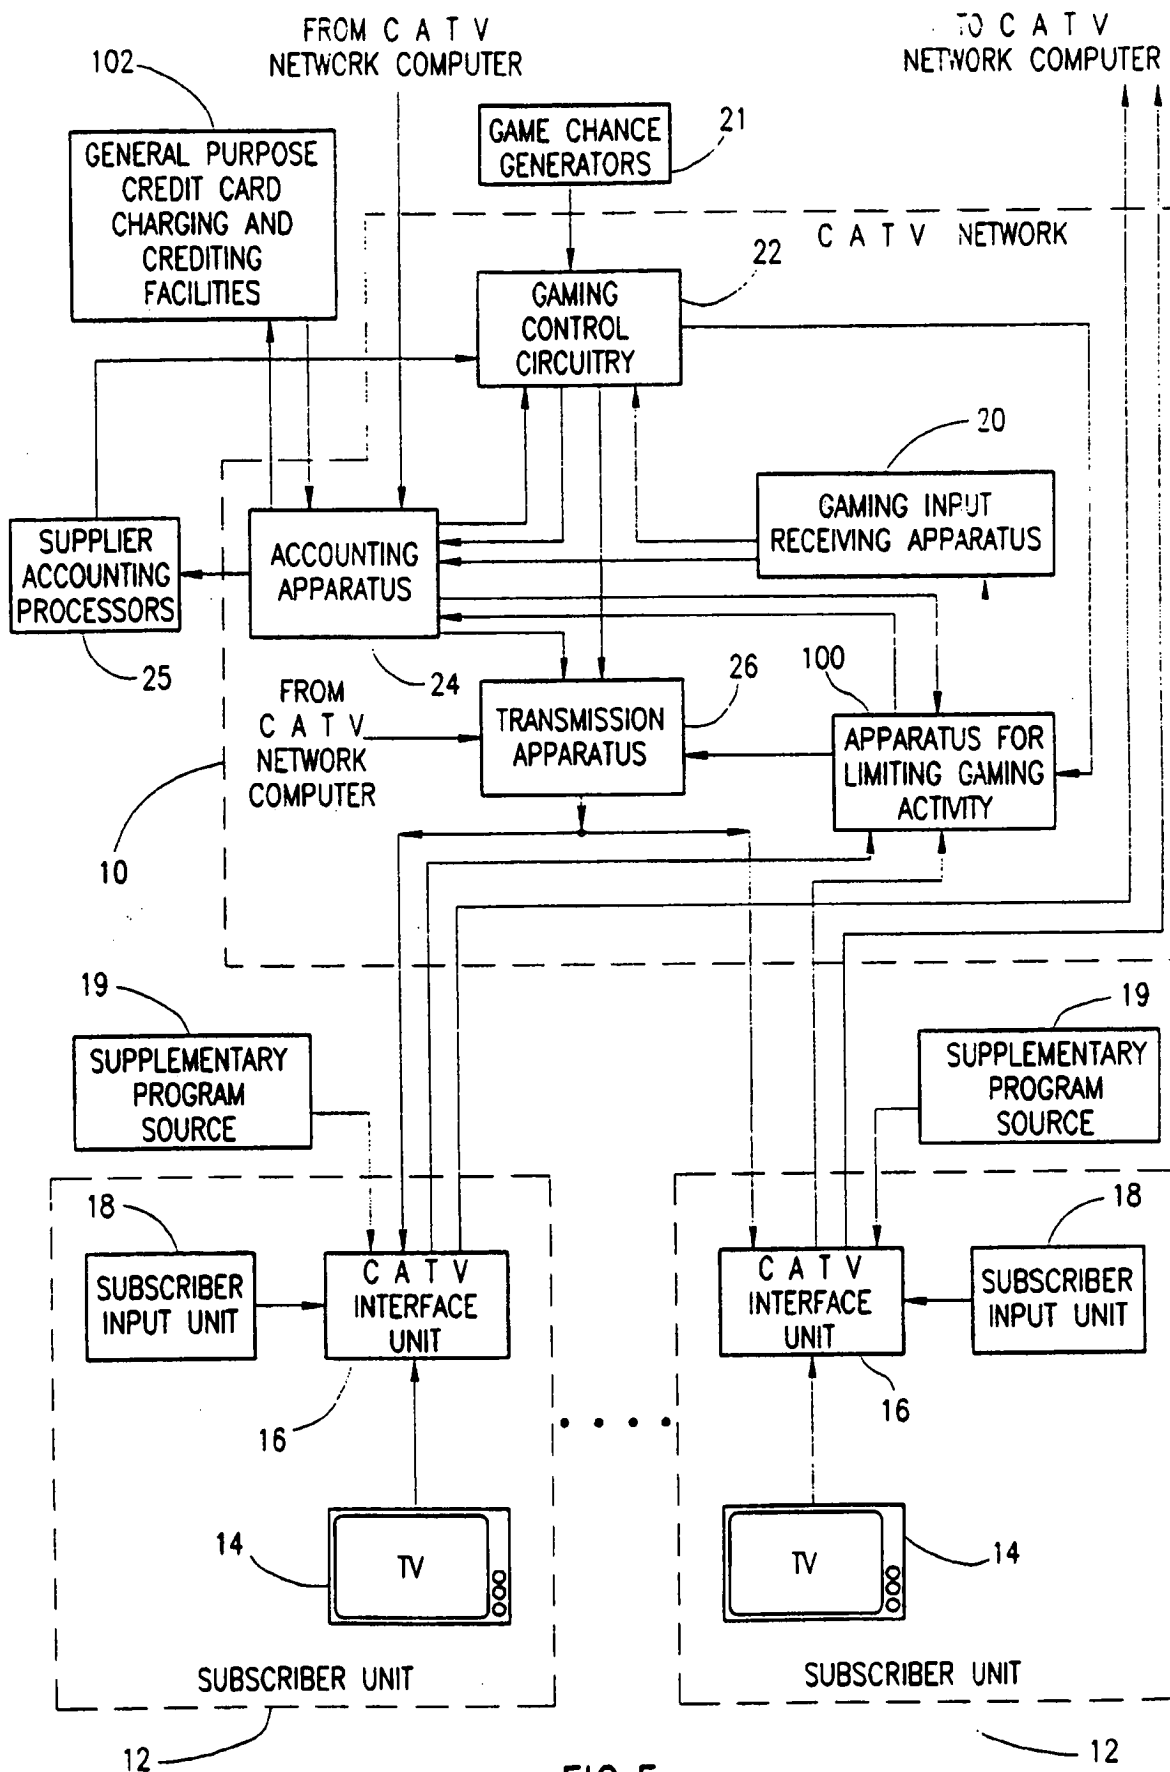 FROM C A T V
NETWORK COMPUTER
TO C A T V
NETWORK COMPUTER
102
GENERAL PURPOSE
CREDIT CARD
CHARGING AND
CREDITING
FACILITIES
GAME CHANCE
GENERATORS
21
C A T V NETWORK
22
GAMING
CONTROL
CIRCUITRY
20
GAMING INPUT
RECEIVING APPARATUS
SUPPLIER
ACCOUNTING
PROCESSORS
25
ACCOUNTING
APPARATUS
24
FROM
C A T V
NETWORK
COMPUTER
TRANSMISSION
APPARATUS
26
100
APPARATUS FOR
LIMITING GAMING
ACTIVITY
10
19
SUPPLEMENTARY
PROGRAM
SOURCE
19
SUPPLEMENTARY
PROGRAM
SOURCE
18
SUBSCRIBER
INPUT UNIT
C A T V
INTERFACE
UNIT
16
14
TV
SUBSCRIBER UNIT
12
C A T V
INTERFACE
UNIT
16
18
SUBSCRIBER
INPUT UNIT
TV
14
SUBSCRIBER UNIT
12
FIG.5